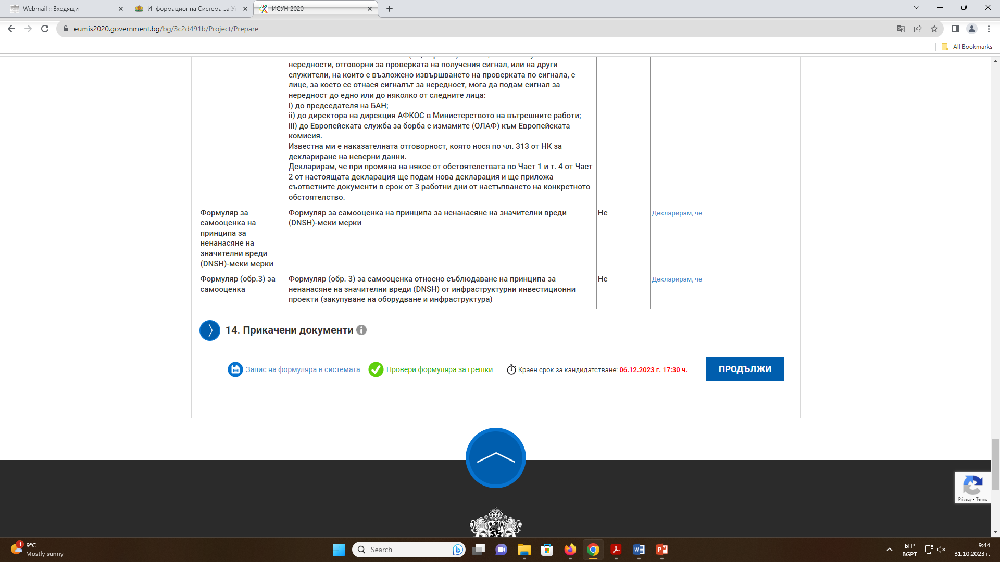 Webmail :: Входящи
Информационна Система за У
ИСУН 2020
eumis2020.government.bg/bg/3c2d491b/Project/Prepare
All Bookmarks
нередности, отговорни за проверката на получения сигнал, или на други
служители, на които е възложено извършването на проверката по сигнала, с
лице, за което се отнася сигналът за нередност, мога да подам сигнал за
нередност до едно или до няколко от следните лица:
i) до председателя на БАН;
ii) до директора на дирекция АФКОС в Министерството на вътрешните работи;
iii) до Европейската служба за борба с измамите (ОЛАФ) към Европейската
комисия.
Известна ми е наказателната отговорност, която нося по чл. 313 от НК за
деклариране на неверни данни.
Декларирам, че при промяна на някое от обстоятелствата по Част 1 и т. 4 от Част
2 от настоящата декларация ще подам нова декларация и ще приложа
съответните документи в срок от 3 работни дни от настъпването на конкретното
обстоятелство.
Формуляр за
самооценка на
принципа за
ненанасяне на
значителни вреди
(DNSH)-меки мерки
Формуляр за самооценка на принципа за ненанасяне на значителни вреди
(DNSH)-меки мерки
Не
Декларирам, че
Формуляр (обр.3) за
самооценка
Формуляр (обр. 3) за самооценка относно съблюдаване на принципа за
ненанасяне на значителни вреди (DNSH) от инфраструктурни инвестиционни
проекти (закупуване на оборудване и инфраструктура)
Не
Декларирам, че
14. Прикачени документи
Запис на формуляра в системата
Провери формуляра за грешки
Краен срок за кандидатстване: 06.12.2023 г. 17:30 ч.
ПРОДЪЛЖИ
Privacy - Terms
1
9°C
Mostly sunny
Search
БГР
BGPT
9:44
31.10.2023 г.